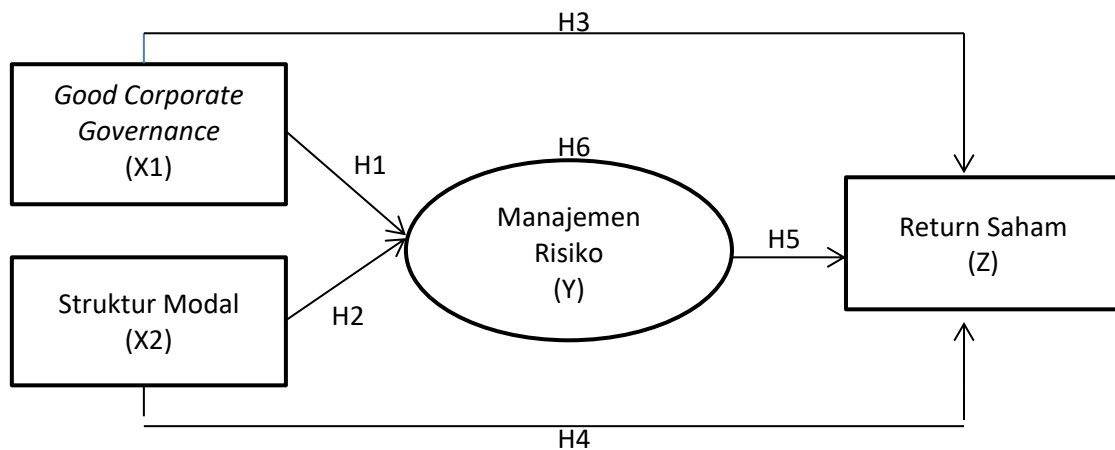 H3
Good Corporate
Governance
(X1)
H1
H6
Manajemen
Risiko
(Y)
H5
Return Saham
(Z)
Struktur Modal
(X2)
H2
H4